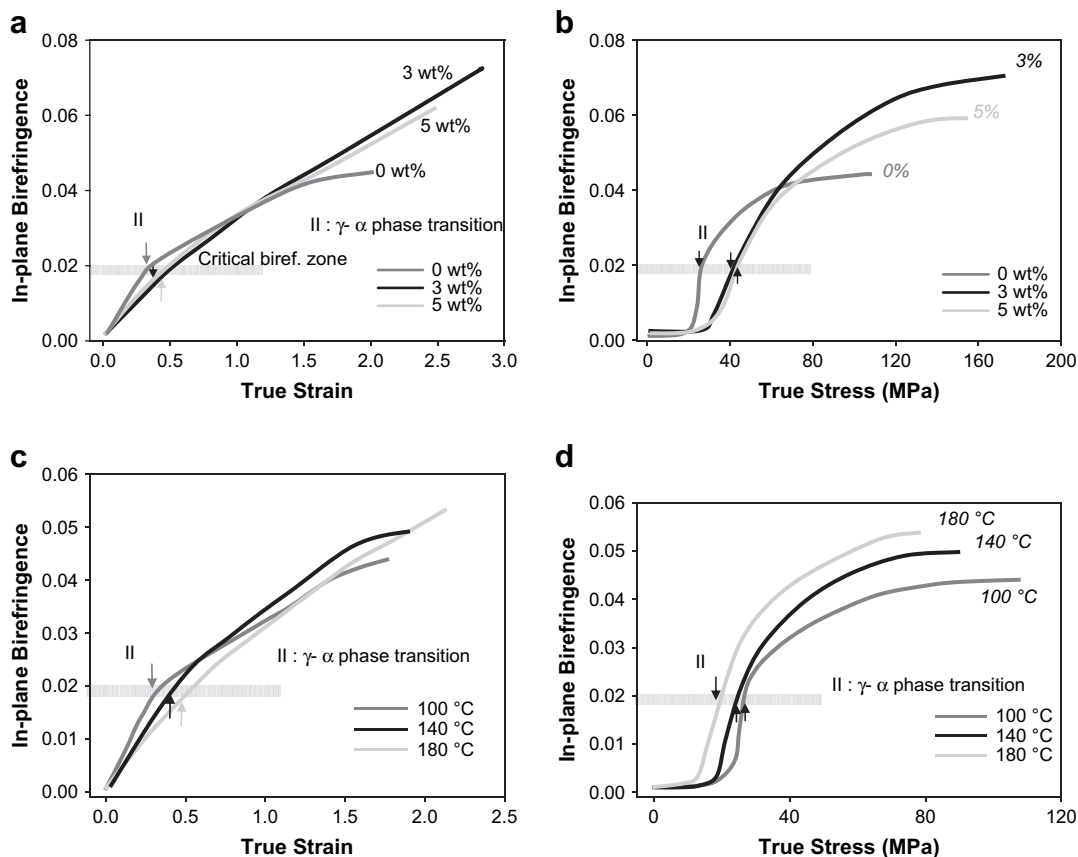 a
0.08
0.06
0.04
0.02
0.00
In-plane Birefringence
3 wt%
5 wt%
0 wt%
II
II : γ- α phase transition
Critical biref. zone
0 wt%
3 wt%
5 wt%
0.0 0.5 1.0 1.5 2.0 2.5 3.0
True Strain
b
0.08
0.06
0.04
0.02
0.00
In-plane Birefringence
3%
5%
0%
II
0 wt%
3 wt%
5 wt%
0 40 80 120 160 200
True Stress (MPa)
c
0.06
0.05
0.04
0.03
0.02
0.01
0.00
In-plane Birefringence
II
II : γ- α phase transition
100 °C
140 °C
180 °C
0.0 0.5 1.0 1.5 2.0 2.5
True Strain
d
0.06
0.05
0.04
0.03
0.02
0.01
0.00
In-plane Birefringence
180 °C
140 °C
100 °C
II
II : γ- α phase transition
100 °C
140 °C
180 °C
0 40 80 120
True Stress (MPa)